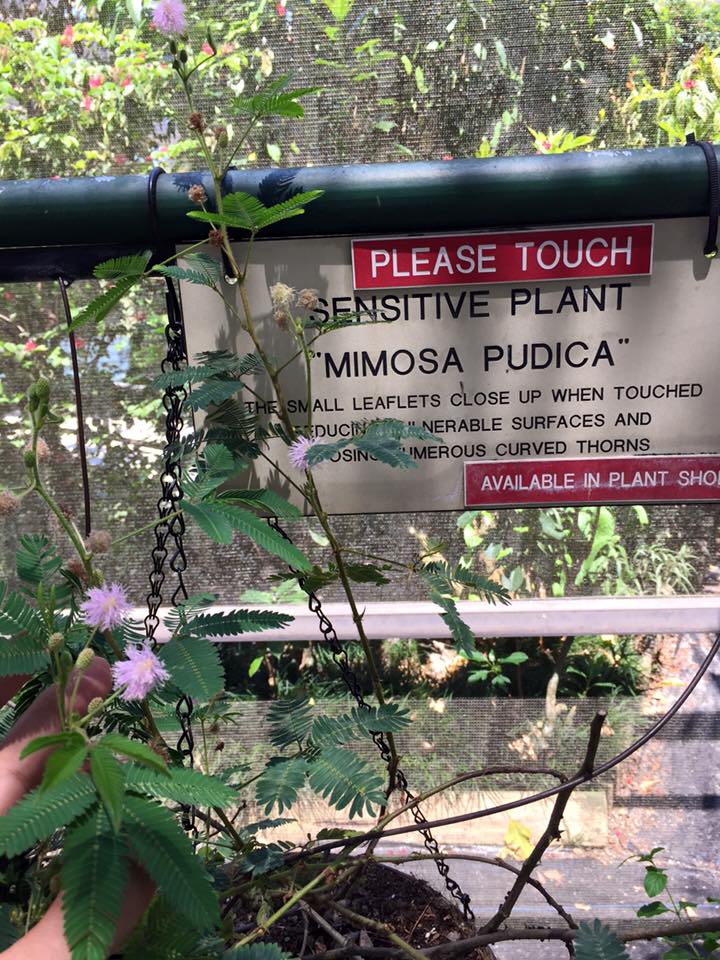 PLEASE TOUCH
SENSITIVE PLANT
"MIMOSA PUDICA"
THE SMALL LEAFLETS CLOSE UP WHEN TOUCHED
SURFACES AND
CURVED THORNS
AVAILABLE IN PLANT